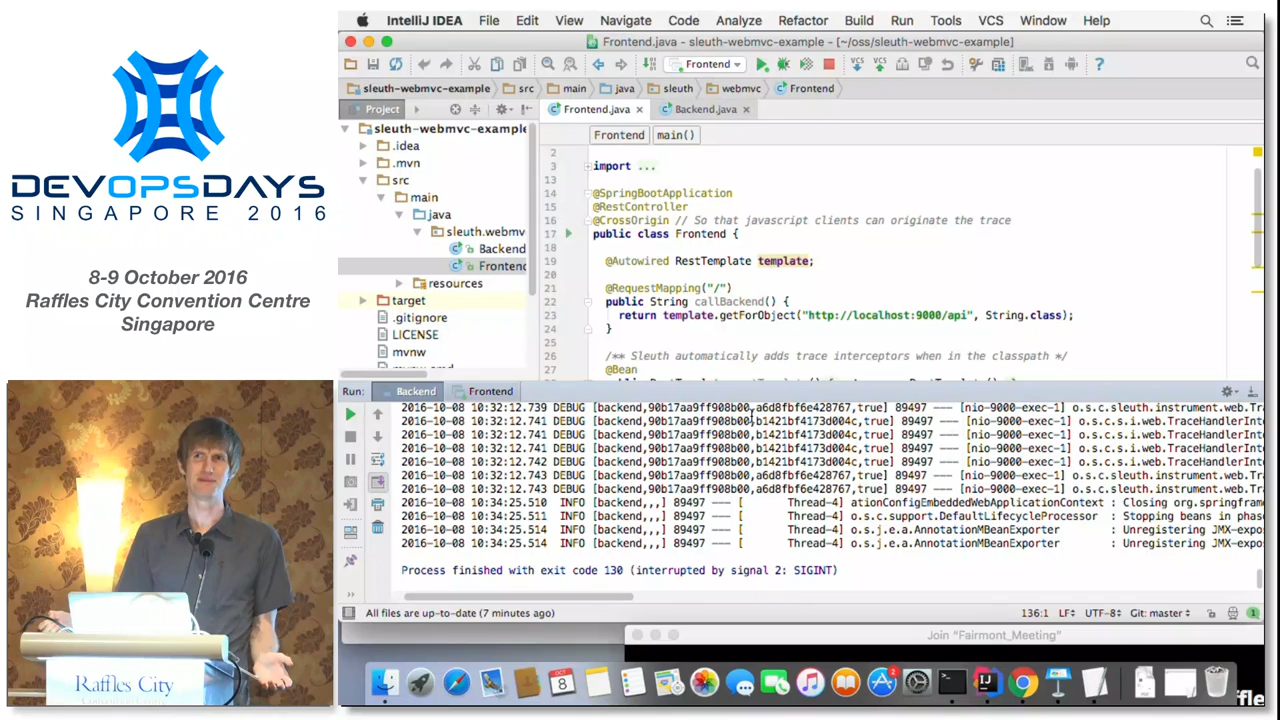 DEVOPSDAYS
SINGAPORE 2016
8-9 October 2016
Raffles City Convention Centre
Singapore
Raffles City
IntelliJ IDEA File Edit View Navigate Code Analyze Refactor Build Run Tools VCS Window Help
Frontend.java - sleuth-webmvc-example - [~/oss/sleuth-webmvc-example]
Frontend
VCS VCS
sleuth-webmvc-example src main java sleuth webmvc Frontend
Project
Frontend.java Backend.java
sleuth-webmvc-example
.idea
.mvn
src
main
java
sleuth.webmv
Backend
Frontend
resources
target
.gitignore
LICENSE
mvnw
Frontend main()
2
3 import ...
13
14 @SpringBootApplication
15 @RestController
16 @CrossOrigin // So that javascript clients can originate the trace
17 public class Frontend {
18
19 @Autowired RestTemplate template;
20
21 @RequestMapping("/")
22 public String callBackend() {
23 return template.getForObject("http://localhost:9000/api", String.class);
24 }
25
26 /** Sleuth automatically adds trace interceptors when in the classpath */
27 @Bean
Run: Backend Frontend
2016-10-08 10:32:12.739 DEBUG [backend,90b17aa9ff908b00,a6d8fbf6e428767,true] 89497 --- [nio-9000-exec-1] o.s.c.sleuth.instrument.web.Tra
2016-10-08 10:32:12.741 DEBUG [backend,90b17aa9ff908b00,b1421bf4173d004c,true] 89497 --- [nio-9000-exec-1] o.s.c.s.i.web.TraceHandlerInte
2016-10-08 10:32:12.741 DEBUG [backend,90b17aa9ff908b00,b1421bf4173d004c,true] 89497 --- [nio-9000-exec-1] o.s.c.s.i.web.TraceHandlerInte
2016-10-08 10:32:12.741 DEBUG [backend,90b17aa9ff908b00,b1421bf4173d004c,true] 89497 --- [nio-9000-exec-1] o.s.c.s.i.web.TraceHandlerInte
2016-10-08 10:32:12.742 DEBUG [backend,90b17aa9ff908b00,b1421bf4173d004c,true] 89497 --- [nio-9000-exec-1] o.s.c.s.i.web.TraceHandlerInte
2016-10-08 10:32:12.743 DEBUG [backend,90b17aa9ff908b00,a6d8fbf6e428767,true] 89497 --- [nio-9000-exec-1] o.s.c.sleuth.instrument.web.Tra
2016-10-08 10:32:12.743 DEBUG [backend,90b17aa9ff908b00,a6d8fbf6e428767,true] 89497 --- [nio-9000-exec-1] o.s.c.sleuth.instrument.web.Tra
2016-10-08 10:34:25.510 INFO [backend,,,] 89497 --- [ Thread-4] ationConfigEmbeddedWebApplicationContext : Closing org.springfram
2016-10-08 10:34:25.511 INFO [backend,,,] 89497 --- [ Thread-4] o.s.c.support.DefaultLifecycleProcessor : Stopping beans in phase
2016-10-08 10:34:25.514 INFO [backend,,,] 89497 --- [ Thread-4] o.s.j.e.a.AnnotationMBeanExporter : Unregistering JMX-expos
2016-10-08 10:34:25.514 INFO [backend,,,] 89497 --- [ Thread-4] o.s.j.e.a.AnnotationMBeanExporter : Unregistering JMX-expos
Process finished with exit code 130 (interrupted by signal 2: SIGINT)
All files are up-to-date (7 minutes ago) 136:1 LF UTF-8 Git: master 1
Join "Fairmont_Meeting"
OCT
8
2